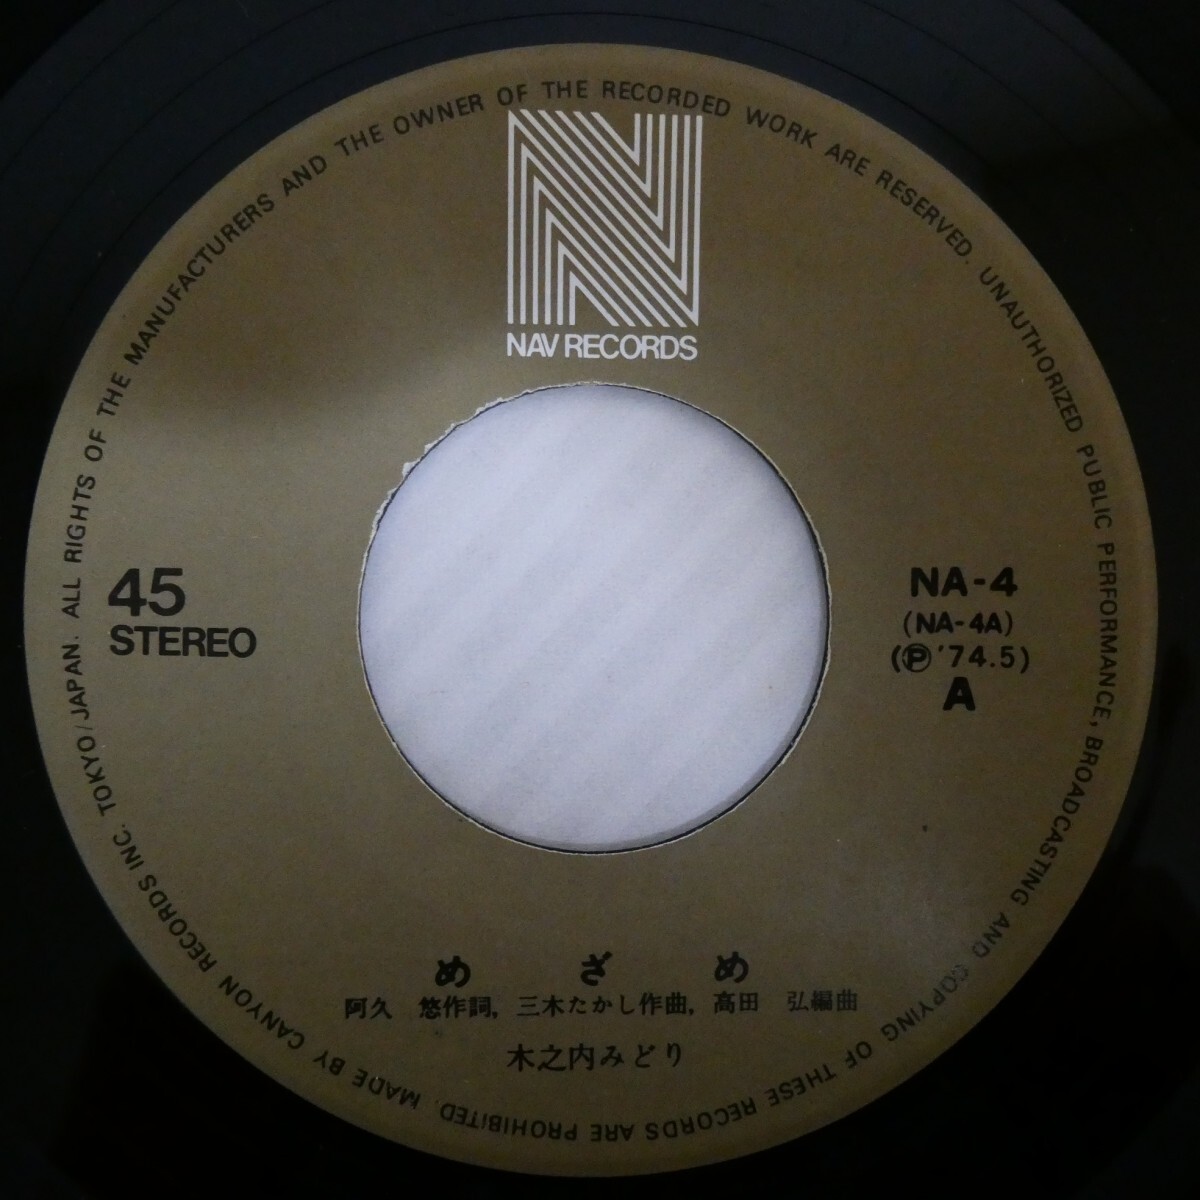 ALL RIGHTS OF THE MANUFACTURERS AND THE OWNER OF THE RECORDED WORK ARE RESERVED. UNAUTHORIZED PUBLIC PERFORMANCE, BROADCASTING AND COPYING OF THESE RECORDS ARE PROHIBITED. MADE BY CANYON RECORDS INC. TOKYO/JAPAN.
N
NAV RECORDS
45
STEREO
NA-4
(NA-4A)
(Ⓟ'74.5)
A
めざめ
阿久 悠作詞, 三木たかし作曲, 高田 弘編曲
木之内みどり